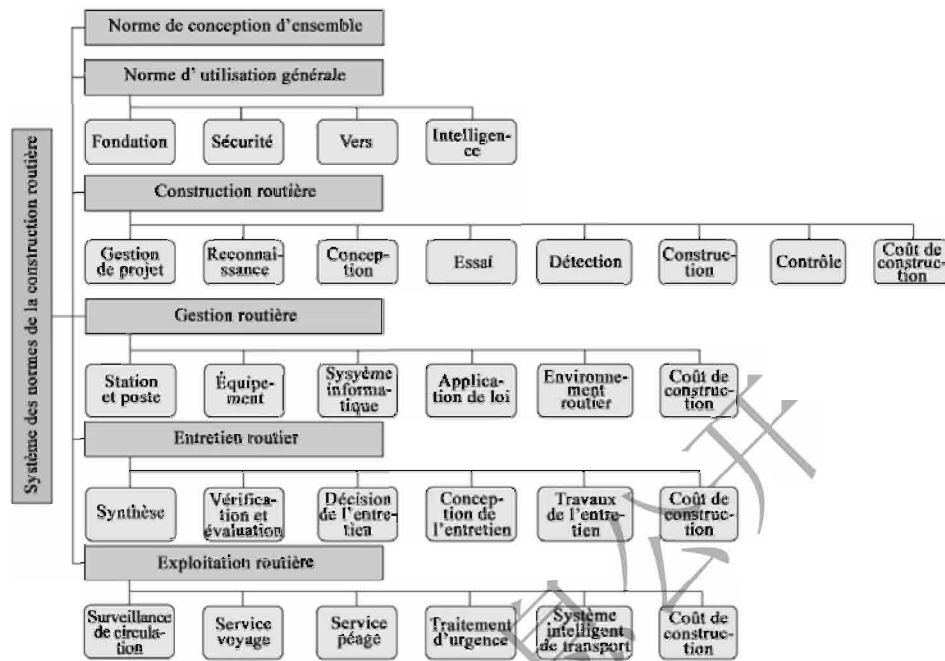 Système des normes de la construction routière
Norme de conception d'ensemble
Norme d' utilisation générale
Fondation
Sécurité
Vers
Intelligen-
ce
Construction routière
Gestion
de projet
Reconnai-
ssance
Concep-
tion
Essai
Détection
Construc-
tion
Contrôle
Coût de
construc-
tion
Gestion routière
Station
et poste
Équipe-
ment
Sysyème
informa-
tique
Applica-
tion de loi
Environne-
ment
routier
Coût de
construc-
tion
Entretien routier
Synthèse
Vérifica-
tion et
évaluation
Décision
de l'entre-
tien
Concep-
tion de
l'entretien
Travaux
de l'entre-
tien
Coût de
construc-
tion
Exploitation routière
Surveillance
de circula-
tion
Service
voyage
Service
péage
Traitement
d'urgence
Système
intelligent
de transport
Coût de
construc-
tion
公开